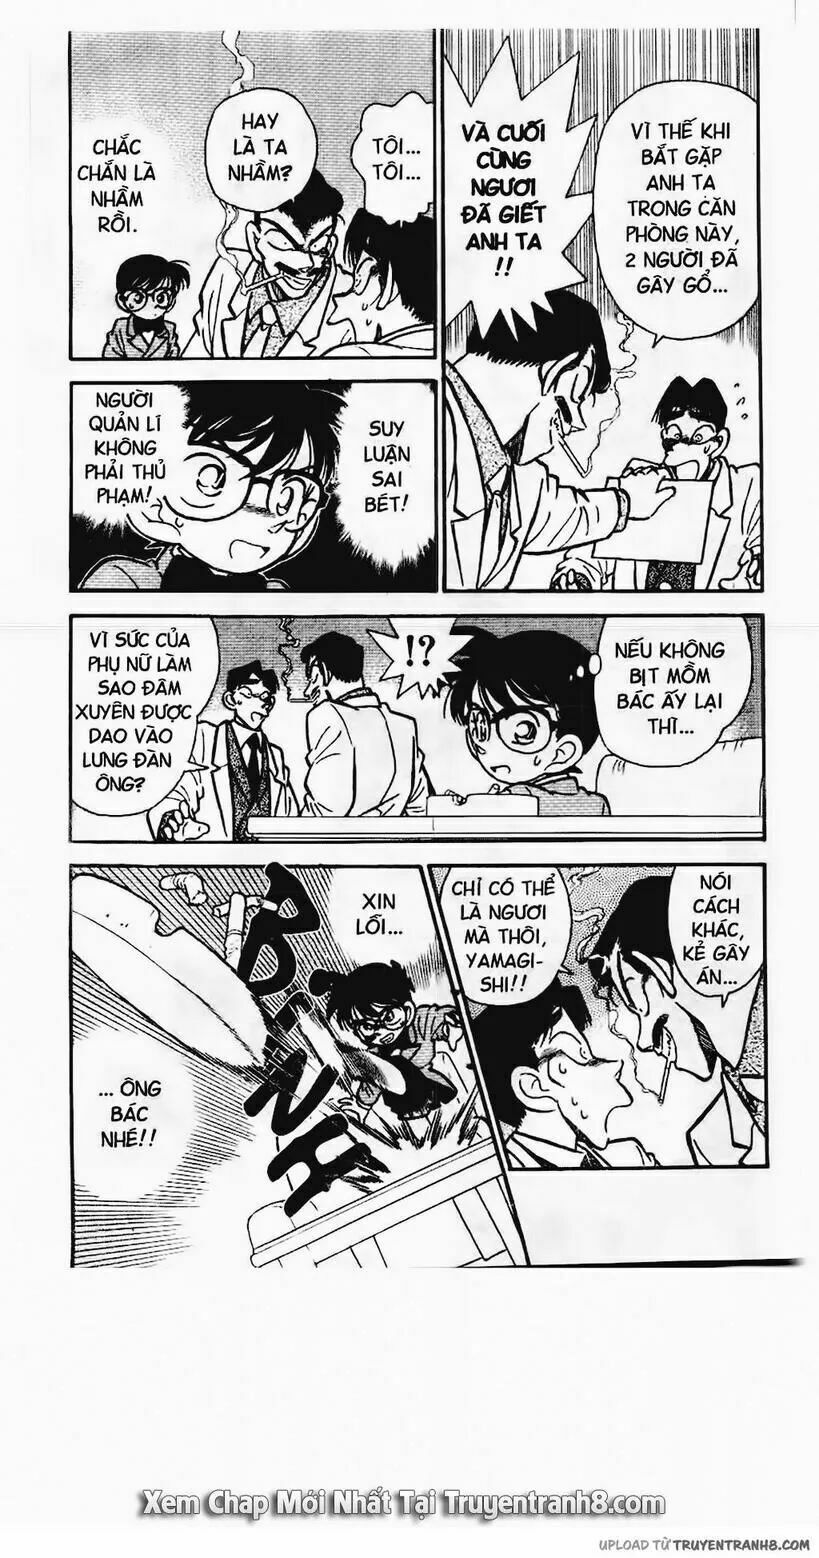 VÌ THẾ KHI
BẮT GẶP
ANH TA
TRONG CĂN
PHÒNG NÀY,
2 NGƯỜI ĐÃ
GÂY GỔ...
VÀ CUỐI
CÙNG
NGƯƠI
ĐÃ GIẾT
ANH TA
!!
TÔI...
TÔI...
HAY
LÀ TA
NHẦM?
CHẮC
CHẮN LÀ
NHẦM
RỒI.
SUY
LUẬN
SAI
BÉT!
NGƯỜI
QUẢN LÍ
KHÔNG
PHẢI THỦ
PHẠM!
NẾU KHÔNG
BỊT MỒM
BÁC ẤY LẠI
THÌ...
!?
VÌ SỨC CỦA
PHỤ NỮ LÀM
SAO ĐÂM
XUYÊN ĐƯỢC
DAO VÀO
LƯNG ĐÀN
ÔNG?
NÓI
CÁCH
KHÁC,
KẺ GÂY
ÁN...
CHỈ CÓ THỂ
LÀ NGƯƠI
MÀ THÔI,
YAMAGI-
SHI!!
XIN
LỖI...
BINH
... ÔNG
BÁC
NHÉ!!
Xem Chap Mới Nhất Tại Truyentranh8.com
UPLOAD TỪ TRUYENTRANH8.COM